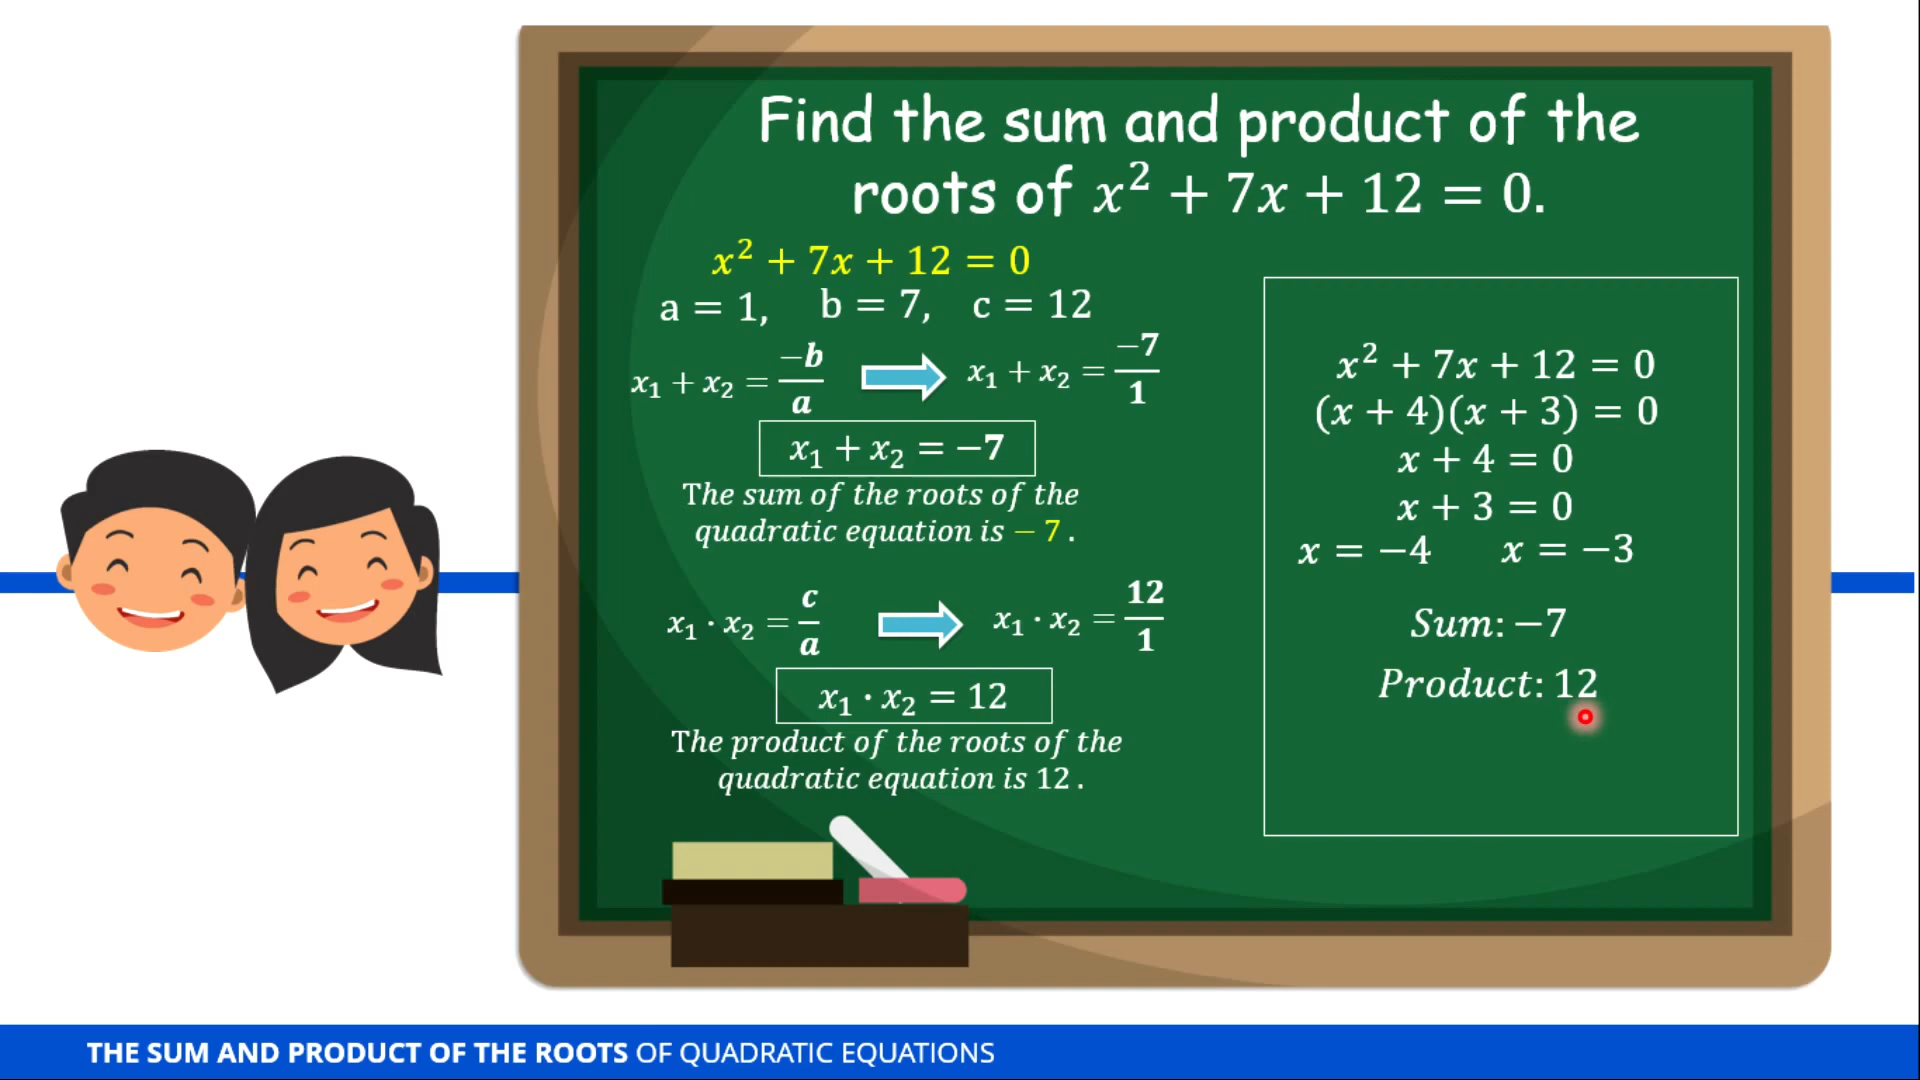 Find the sum and product of the
roots of x² + 7x + 12 = 0.
x² + 7x + 12 = 0
a = 1, b = 7, c = 12
x₁ + x₂ = −b/a
x₁ + x₂ = −7/1
x₁ + x₂ = −7
The sum of the roots of the
quadratic equation is − 7 .
x₁ · x₂ = c/a
x₁ · x₂ = 12/1
x₁ · x₂ = 12
The product of the roots of the
quadratic equation is 12 .
x² + 7x + 12 = 0
(x + 4)(x + 3) = 0
x + 4 = 0
x + 3 = 0
x = −4 x = −3
Sum: −7
Product: 12
THE SUM AND PRODUCT OF THE ROOTS OF QUADRATIC EQUATIONS